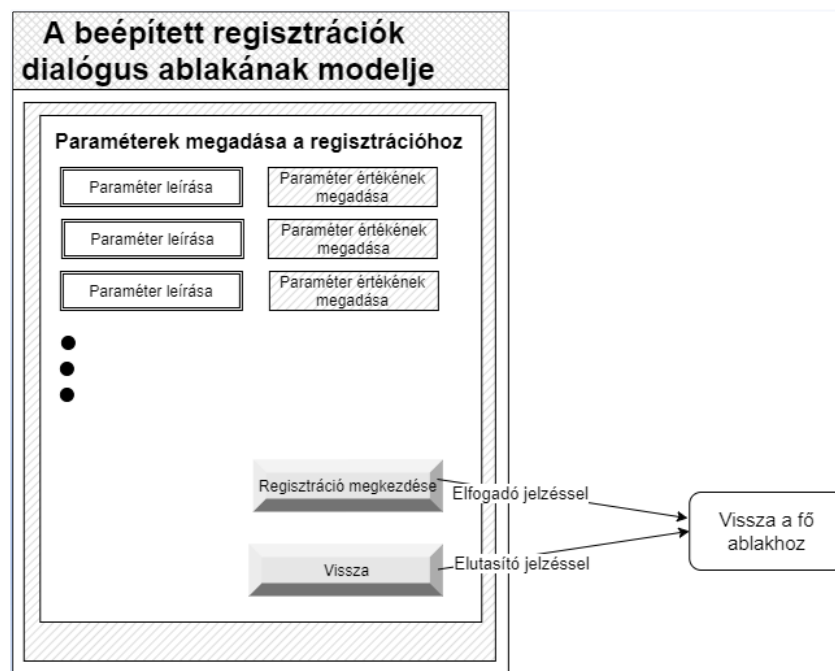 A beépített regisztrációk
dialógus ablakának modelje
Paraméterek megadása a regisztrációhoz
Paraméter leírása
Paraméter értékének
megadása
Paraméter leírása
Paraméter értékének
megadása
Paraméter leírása
Paraméter értékének
megadása
Regisztráció megkezdése
Elfogadó jelzéssel
Vissza a fő
ablakhoz
Vissza
Elutasító jelzéssel